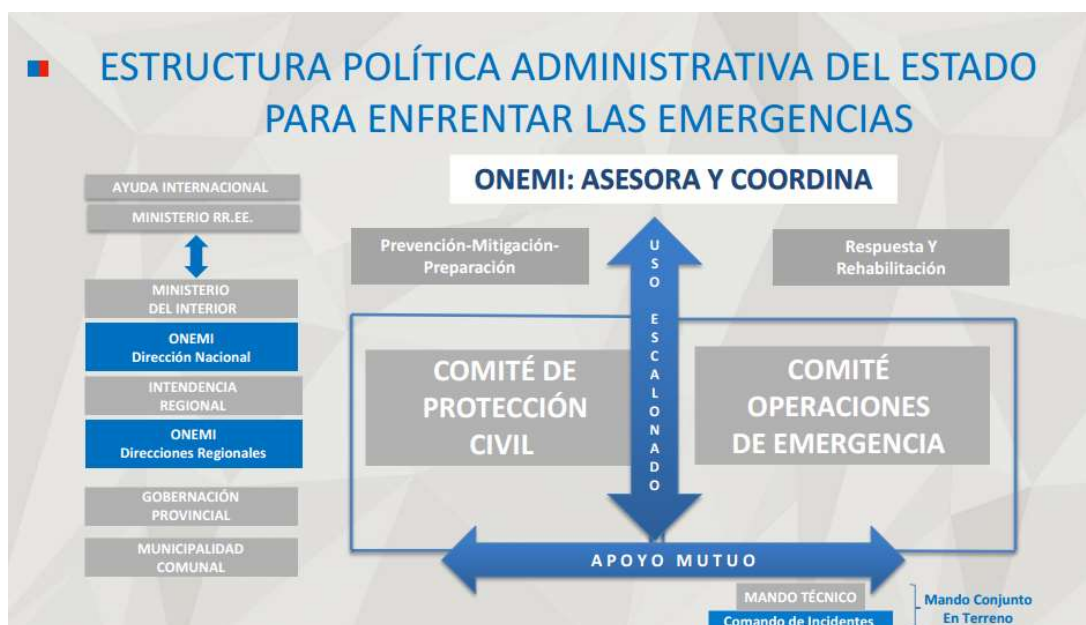 ESTRUCTURA POLÍTICA ADMINISTRATIVA DEL ESTADO
PARA ENFRENTAR LAS EMERGENCIAS
ONEMI: ASESORA Y COORDINA
AYUDA INTERNACIONAL
MINISTERIO RR.EE.
MINISTERIO
DEL INTERIOR
ONEMI
Dirección Nacional
INTENDENCIA
REGIONAL
ONEMI
Direcciones Regionales
GOBERNACIÓN
PROVINCIAL
MUNICIPALIDAD
COMUNAL
Prevención-Mitigación-
Preparación
USO ESCALONADO
Respuesta Y
Rehabilitación
COMITÉ DE
PROTECCIÓN
CIVIL
COMITÉ
OPERACIONES
DE EMERGENCIA
APOYO MUTUO
MANDO TÉCNICO
Comando de Incidentes
Mando Conjunto
En Terreno